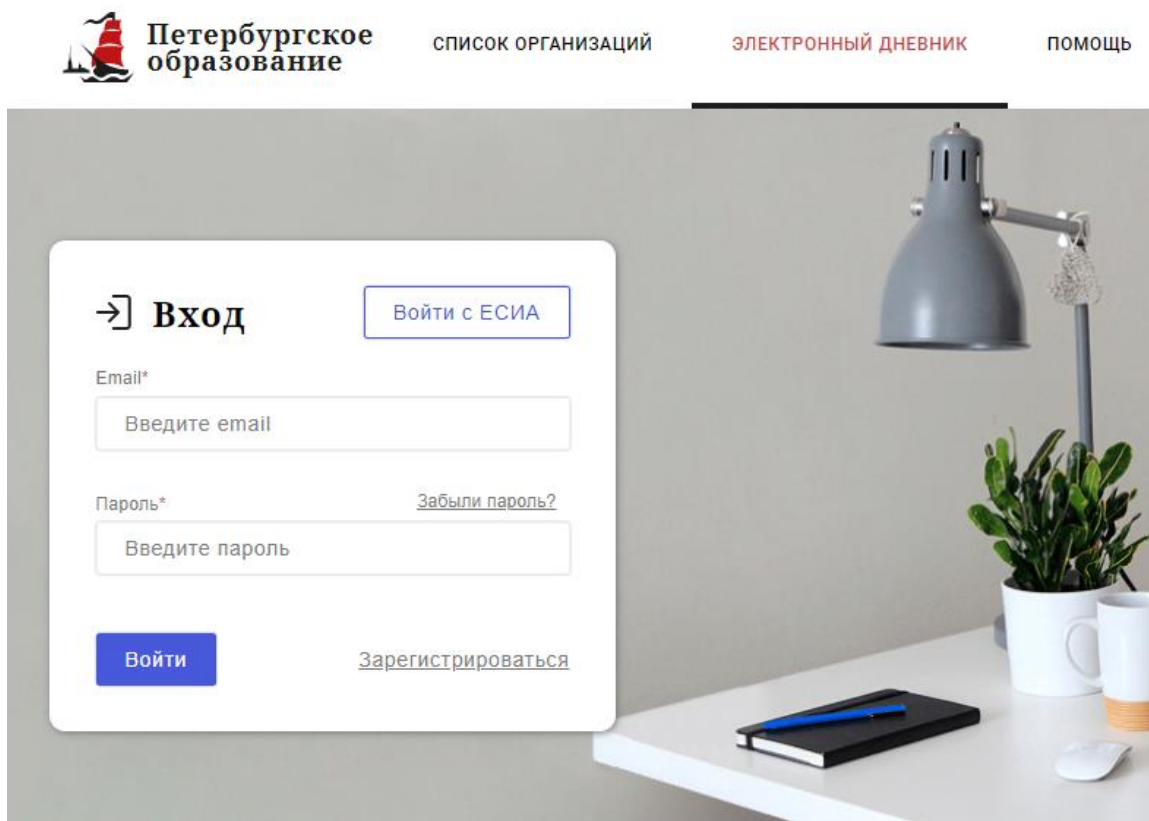 Петербургское
образование
СПИСОК ОРГАНИЗАЦИЙ
ЭЛЕКТРОННЫЙ ДНЕВНИК
ПОМОЩЬ
Вход
Войти с ЕСИА
Email*
Введите email
Пароль*
Забыли пароль?
Введите пароль
Войти
Зарегистрироваться